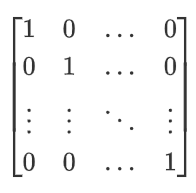 1 0 … 0
0 1 … 0
⋮ ⋮ ⋱ ⋮
0 0 … 1